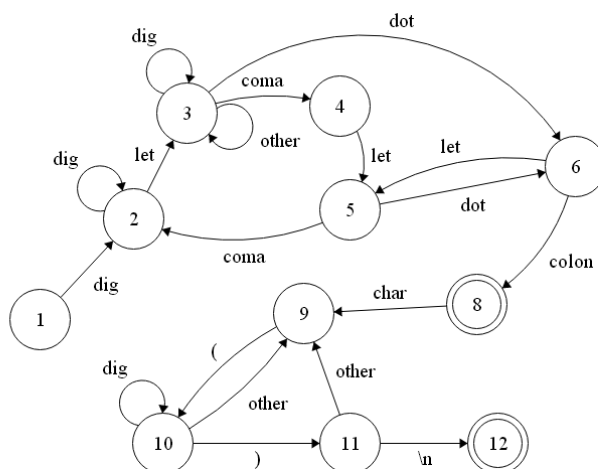 dot
dig
coma
3
4
other
let
let
let
dig
6
2
5
dot
coma
colon
dig
1
char
9
8
(
dig
other
other
10
)
11
\n
12